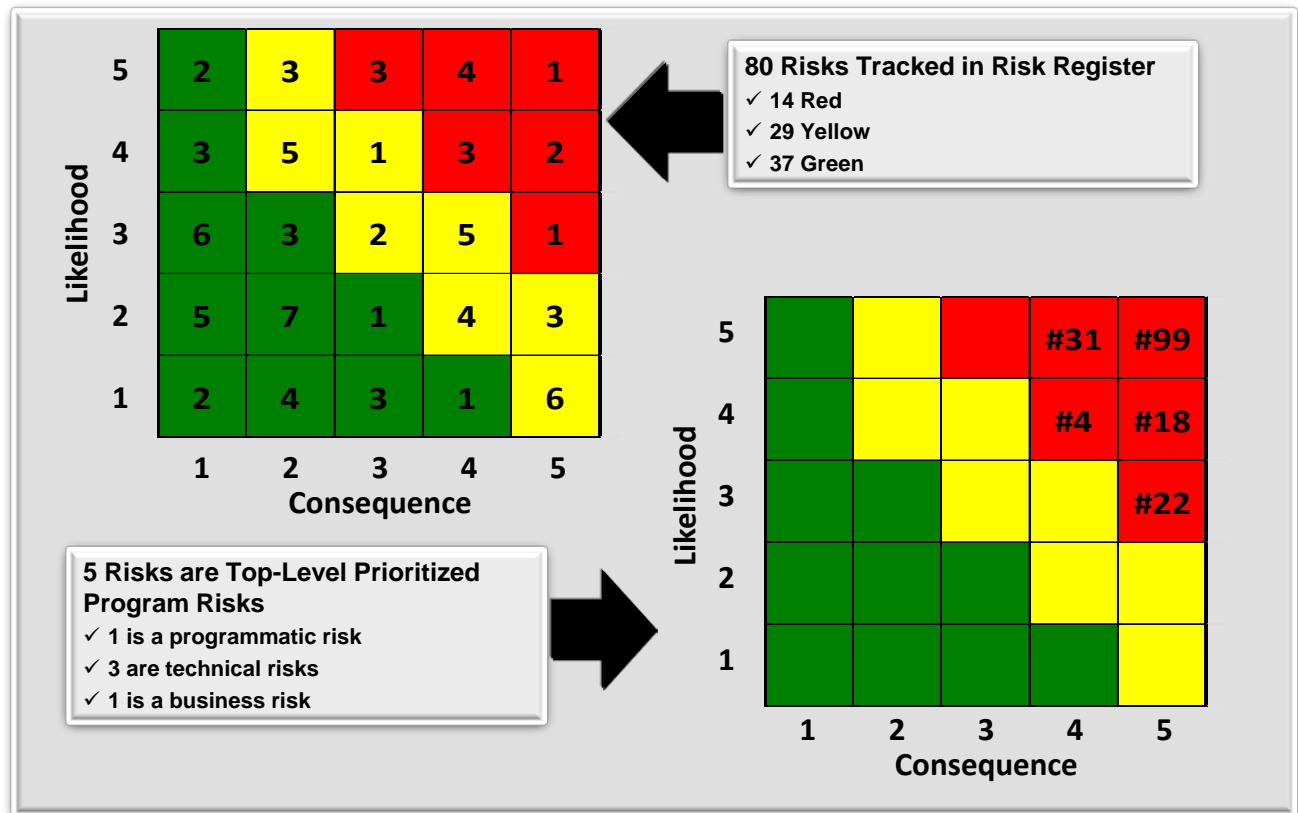 5 2 3 3 4 1
4 3 5 1 3 2
3 6 3 2 5 1
2 5 7 1 4 3
1 2 4 3 1 6
1 2 3 4 5
Likelihood
Consequence
80 Risks Tracked in Risk Register
✓ 14 Red
✓ 29 Yellow
✓ 37 Green
5 Risks are Top-Level Prioritized
Program Risks
✓ 1 is a programmatic risk
✓ 3 are technical risks
✓ 1 is a business risk
5 #31 #99
4 #4 #18
3 #22
2
1
1 2 3 4 5
Likelihood
Consequence